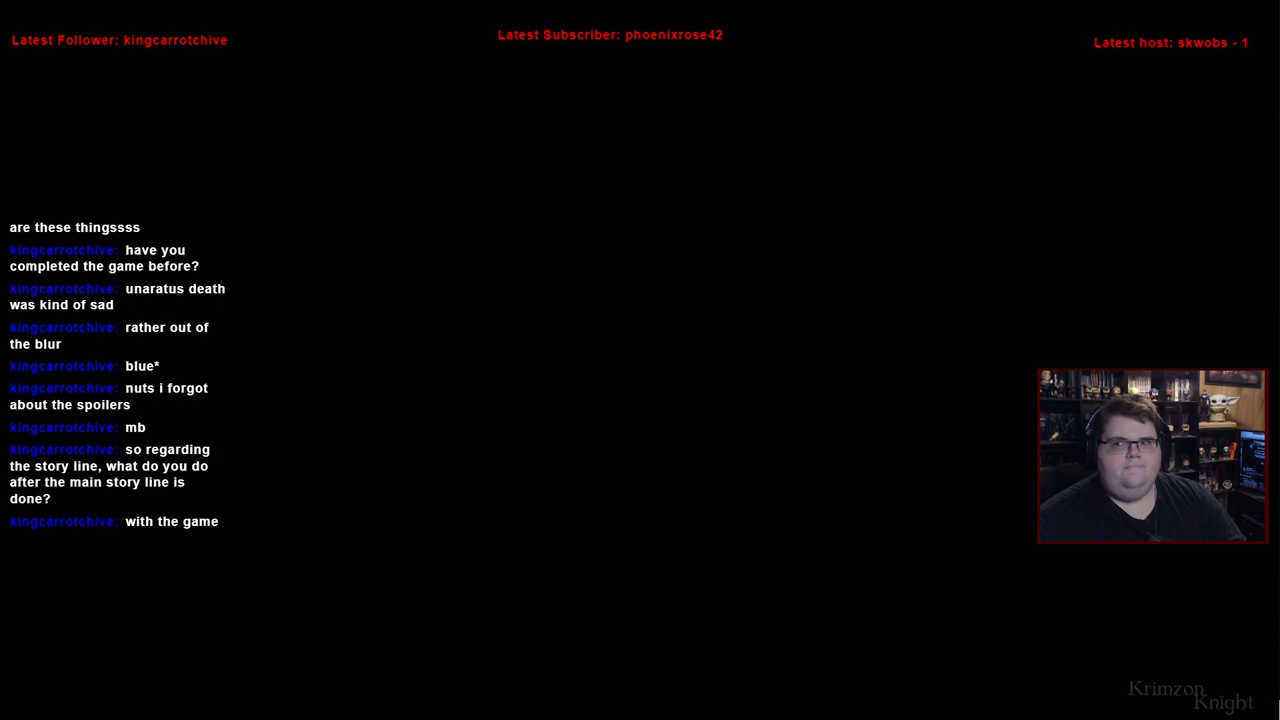 Latest Follower: kingcarrotchive
Latest Subscriber: phoenixrose42
Latest host: skwobs - 1
are these thingssss
kingcarrotchive: have you
completed the game before?
kingcarrotchive: unaratus death
was kind of sad
kingcarrotchive: rather out of
the blur
kingcarrotchive: blue*
kingcarrotchive: nuts i forgot
about the spoilers
kingcarrotchive: mb
kingcarrotchive: so regarding
the story line, what do you do
after the main story line is
done?
kingcarrotchive: with the game
Krimzon
Knight